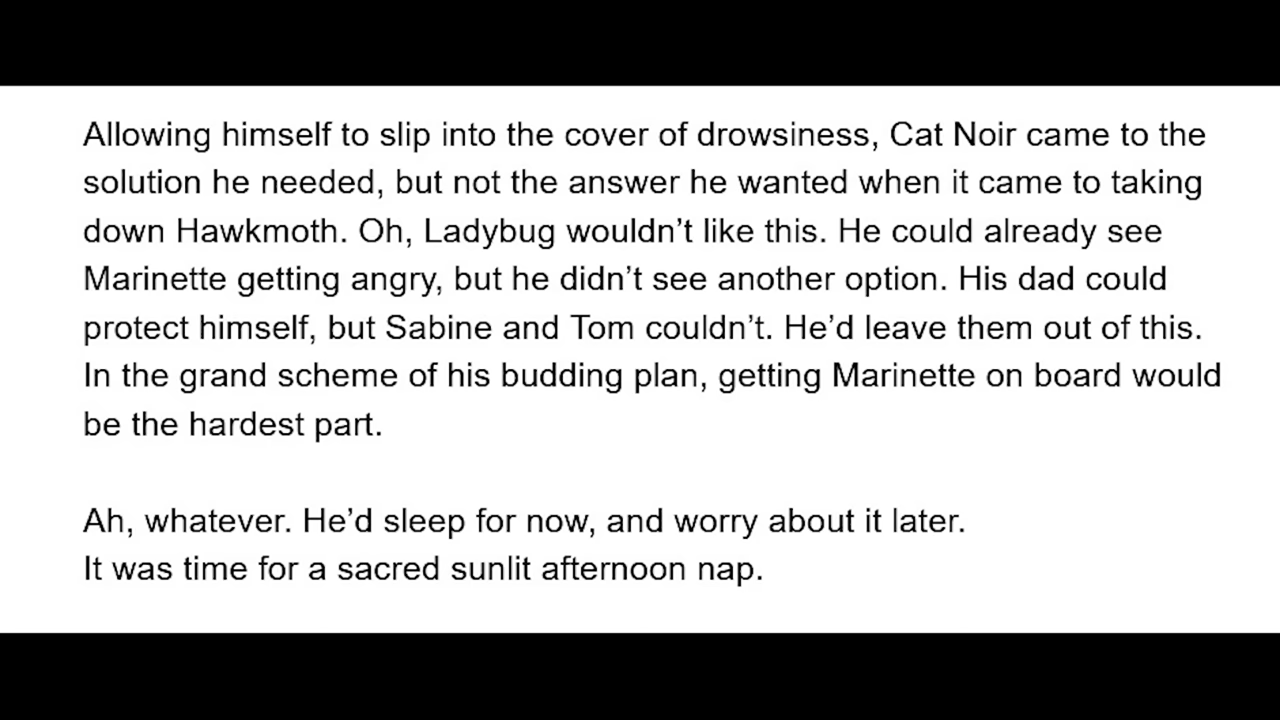 Allowing himself to slip into the cover of drowsiness, Cat Noir came to the
solution he needed, but not the answer he wanted when it came to taking
down Hawkmoth. Oh, Ladybug wouldn’t like this. He could already see
Marinette getting angry, but he didn’t see another option. His dad could
protect himself, but Sabine and Tom couldn’t. He’d leave them out of this.
In the grand scheme of his budding plan, getting Marinette on board would
be the hardest part.
Ah, whatever. He’d sleep for now, and worry about it later.
It was time for a sacred sunlit afternoon nap.